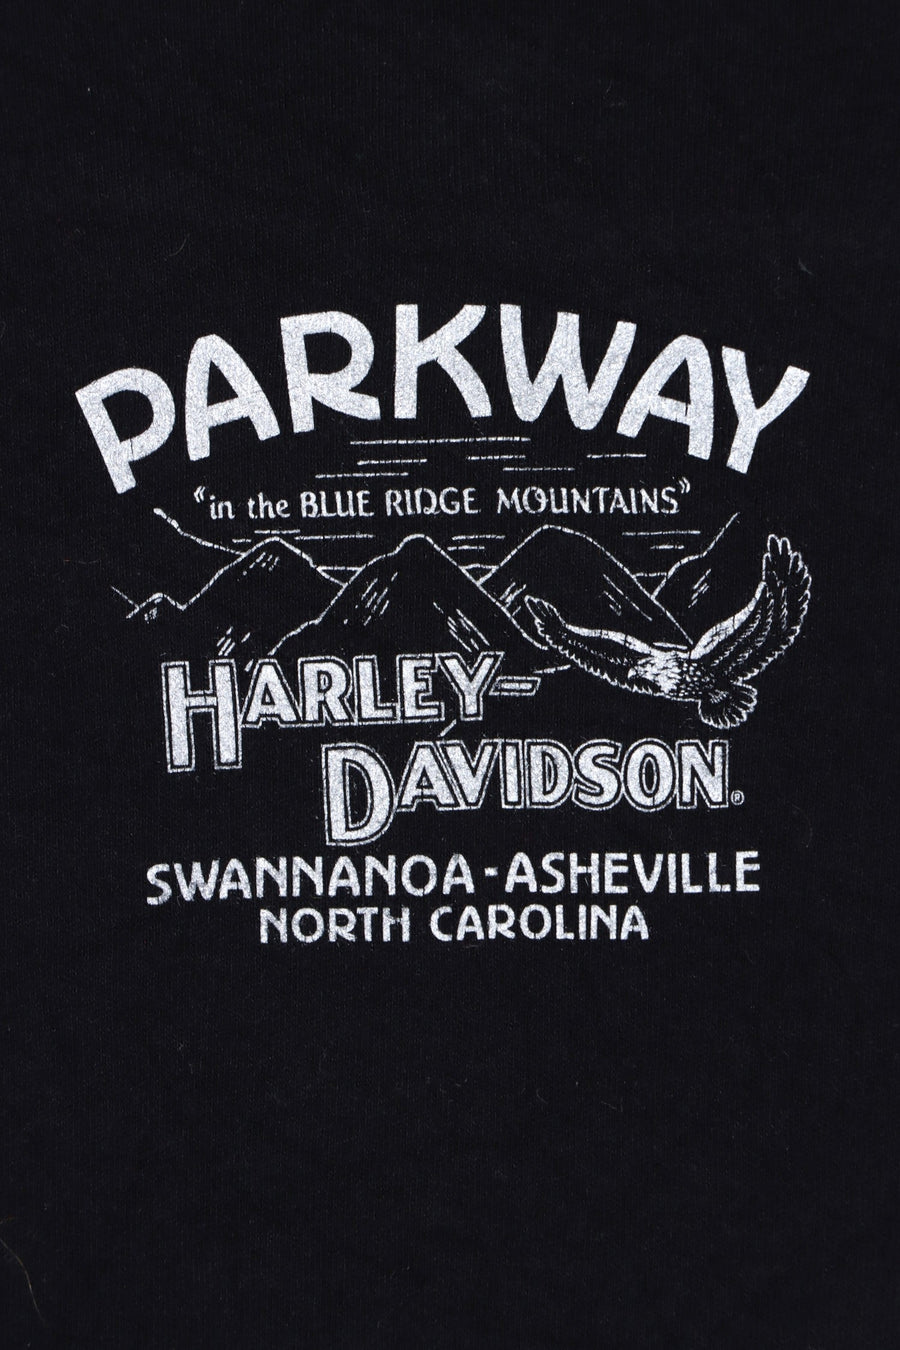 PARKWAY
"in the BLUE RIDGE MOUNTAINS"
HARLEY-
DAVIDSON®
SWANNANOA-ASHEVILLE
NORTH CAROLINA